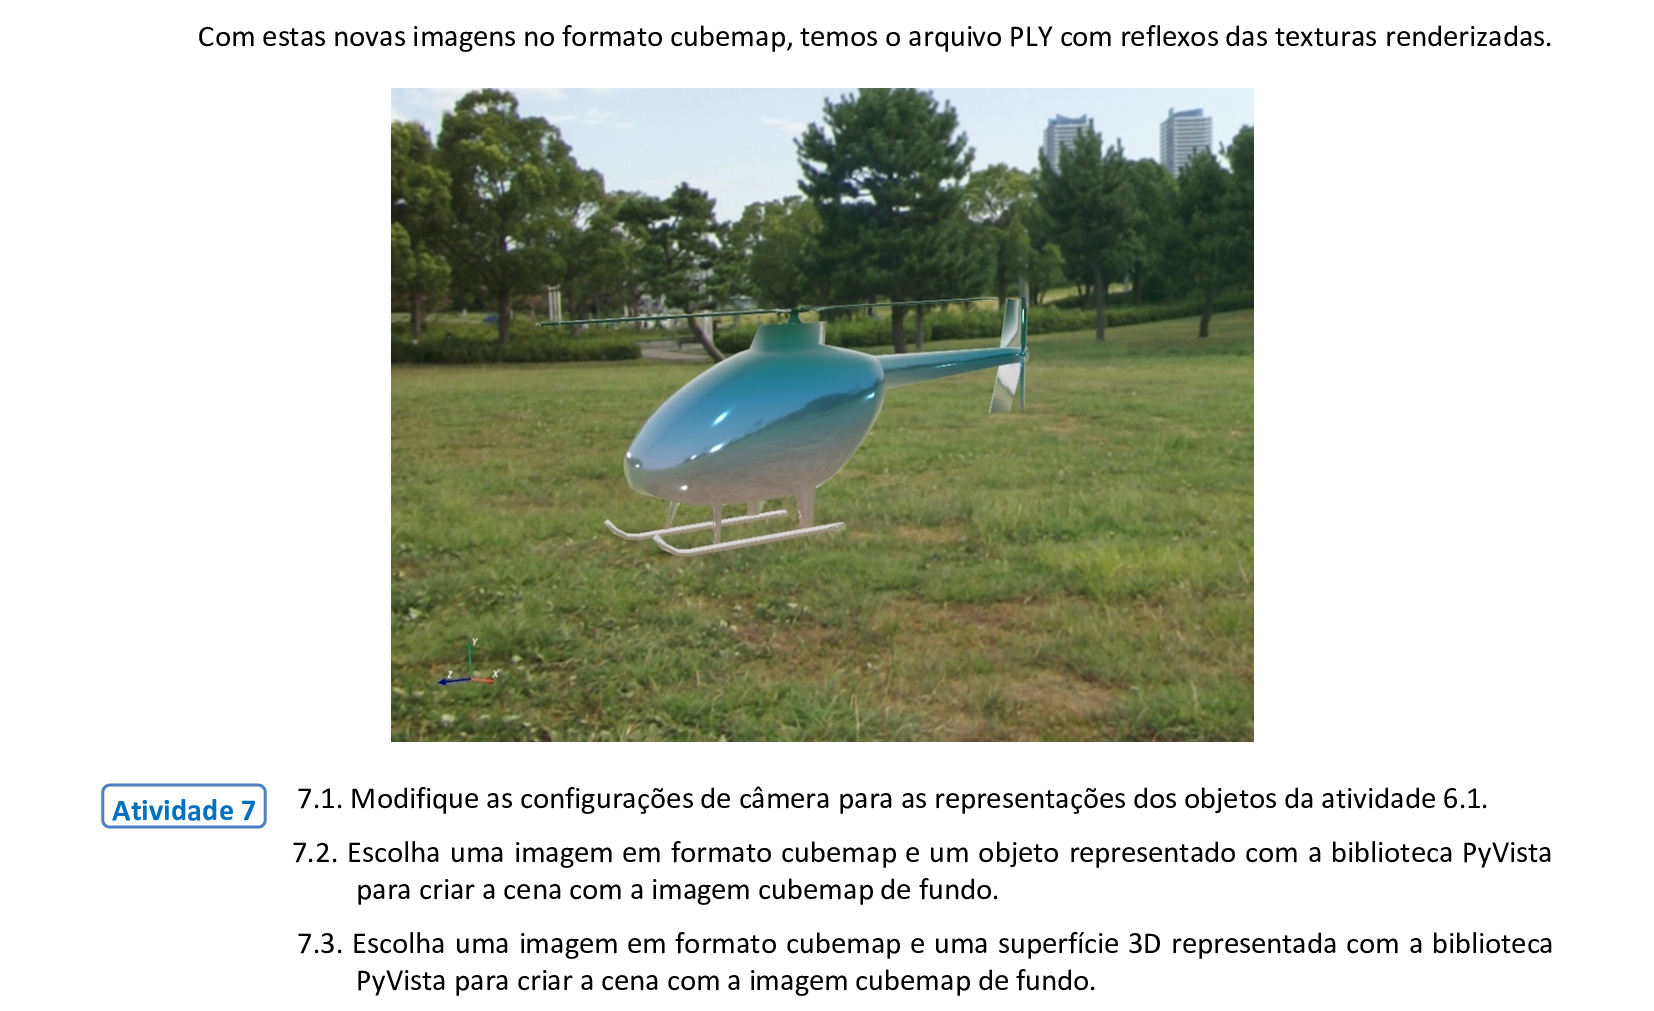 Com estas novas imagens no formato cubemap, temos o arquivo PLY com reflexos das texturas renderizadas.
Y
Z
X
Atividade 7
7.1. Modifique as configurações de câmera para as representações dos objetos da atividade 6.1.
7.2. Escolha uma imagem em formato cubemap e um objeto representado com a biblioteca PyVista
para criar a cena com a imagem cubemap de fundo.
7.3. Escolha uma imagem em formato cubemap e uma superfície 3D representada com a biblioteca
PyVista para criar a cena com a imagem cubemap de fundo.